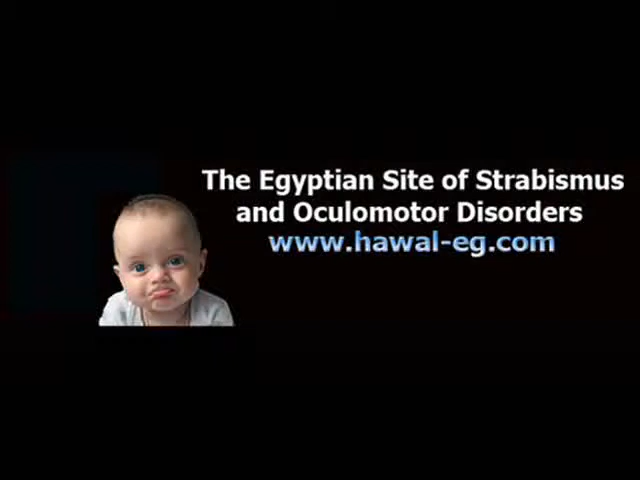 The Egyptian Site of Strabismus
and Oculomotor Disorders
www.hawal-eg.com